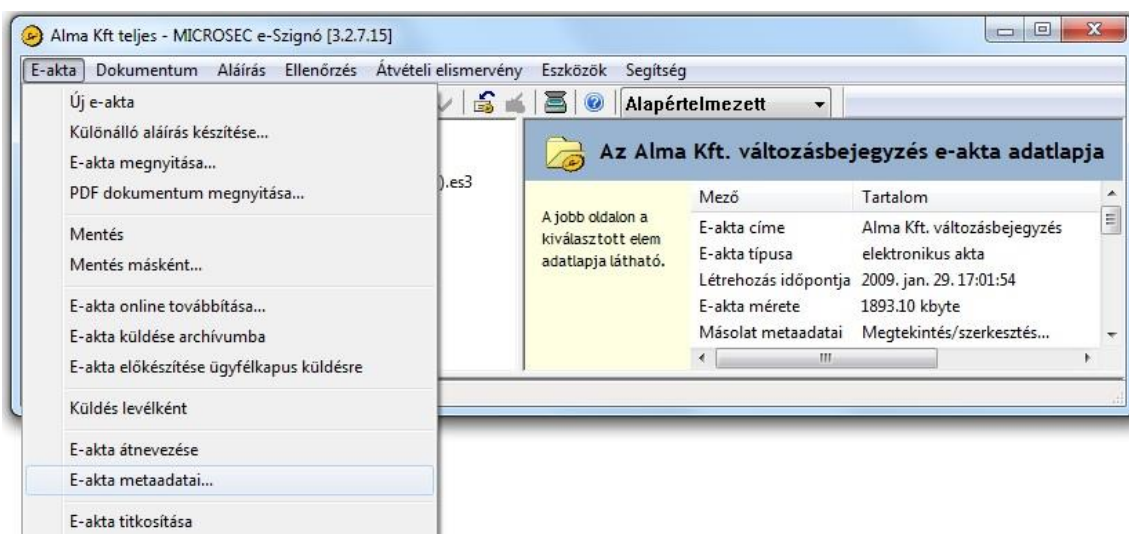 Alma Kft teljes - MICROSEC e-Szignó [3.2.7.15]
E-akta Dokumentum Aláírás Ellenőrzés Átvételi elismervény Eszközök Segítség
Alapértelmezett
Új e-akta
Különálló aláírás készítése...
E-akta megnyitása...
PDF dokumentum megnyitása...
Mentés
Mentés másként...
E-akta online továbbítása...
E-akta küldése archívumba
E-akta előkészítése ügyfélkapus küldésre
Küldés levélként
E-akta átnevezése
E-akta metaadatai...
E-akta titkosítása
).es3
Az Alma Kft. változásbejegyzés e-akta adatlapja
A jobb oldalon a
kiválasztott elem
adatlapja látható.
Mező Tartalom
E-akta címe Alma Kft. változásbejegyzés
E-akta típusa elektronikus akta
Létrehozás időpontja 2009. jan. 29. 17:01:54
E-akta mérete 1893.10 kbyte
Másolat metaadatai Megtekintés/szerkesztés...